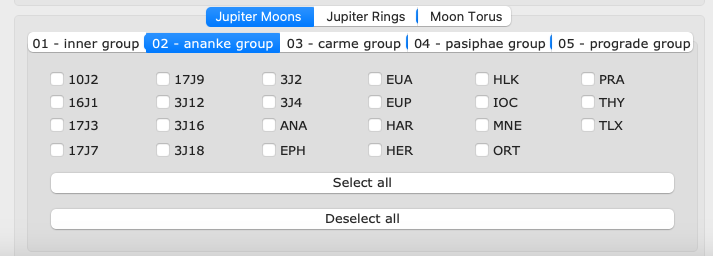 Jupiter Moons Jupiter Rings Moon Torus
01 - inner group 02 - ananke group 03 - carme group 04 - pasiphae group 05 - prograde group
10J2 17J9 3J2 EUA HLK PRA
16J1 3J12 3J4 EUP IOC THY
17J3 3J16 ANA HAR MNE TLX
17J7 3J18 EPH HER ORT
Select all
Deselect all